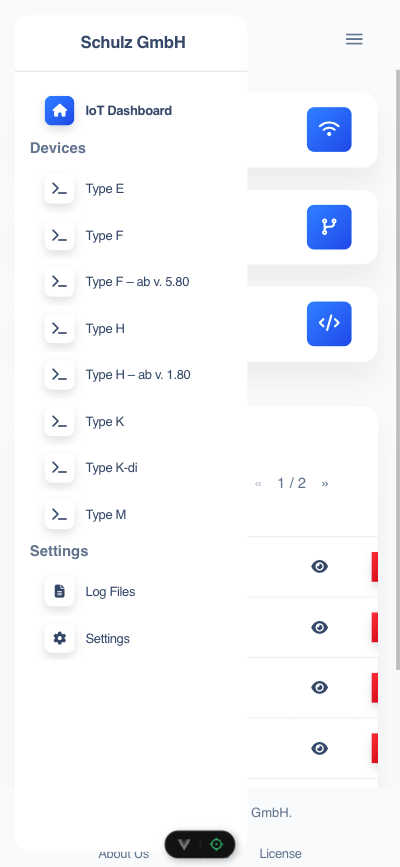 Schulz GmbH
IoT Dashboard
Devices
Type E
Type F
Type F – ab v. 5.80
Type H
Type H – ab v. 1.80
Type K
Type K-di
« 1 / 2 »
Type M
Settings
Log Files
Settings
GmbH.
About Us
License